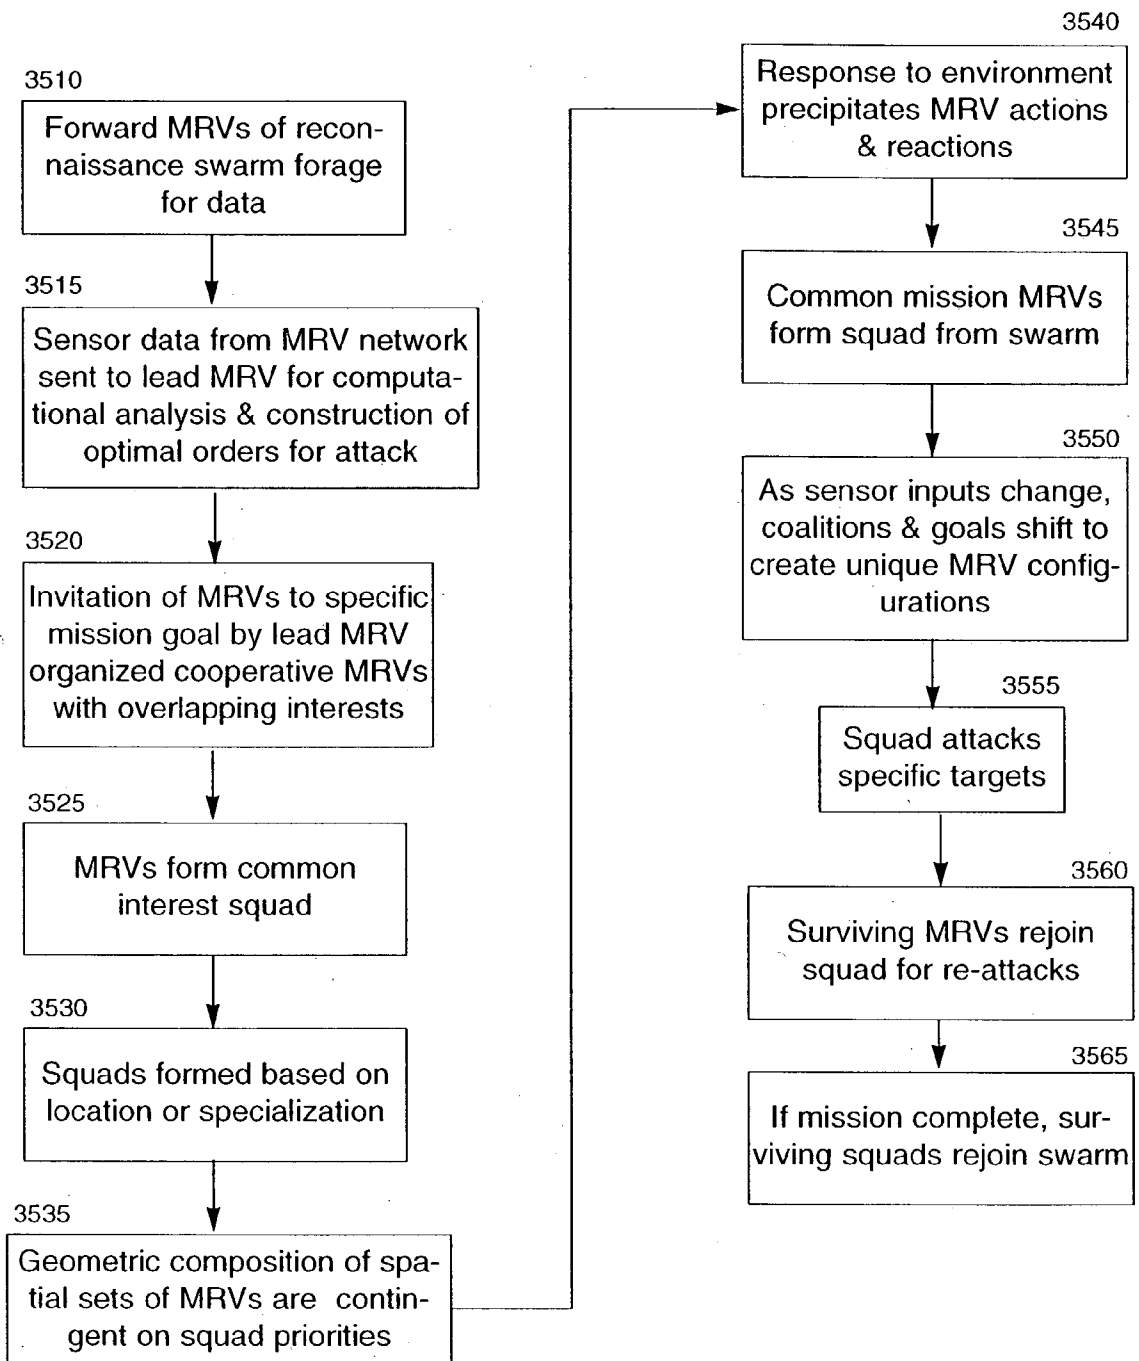 3510
Forward MRVs of recon-
naissance swarm forage
for data
3515
Sensor data from MRV network
sent to lead MRV for computa-
tional analysis & construction of
optimal orders for attack
3520
Invitation of MRVs to specific
mission goal by lead MRV
organized cooperative MRVs
with overlapping interests
3525
MRVs form common
interest squad
3530
Squads formed based on
location or specialization
3535
Geometric composition of spa-
tial sets of MRVs are contin-
gent on squad priorities
3540
Response to environment
precipitates MRV actions
& reactions
3545
Common mission MRVs
form squad from swarm
3550
As sensor inputs change,
coalitions & goals shift to
create unique MRV config-
urations
3555
Squad attacks
specific targets
3560
Surviving MRVs rejoin
squad for re-attacks
3565
If mission complete, sur-
viving squads rejoin swarm